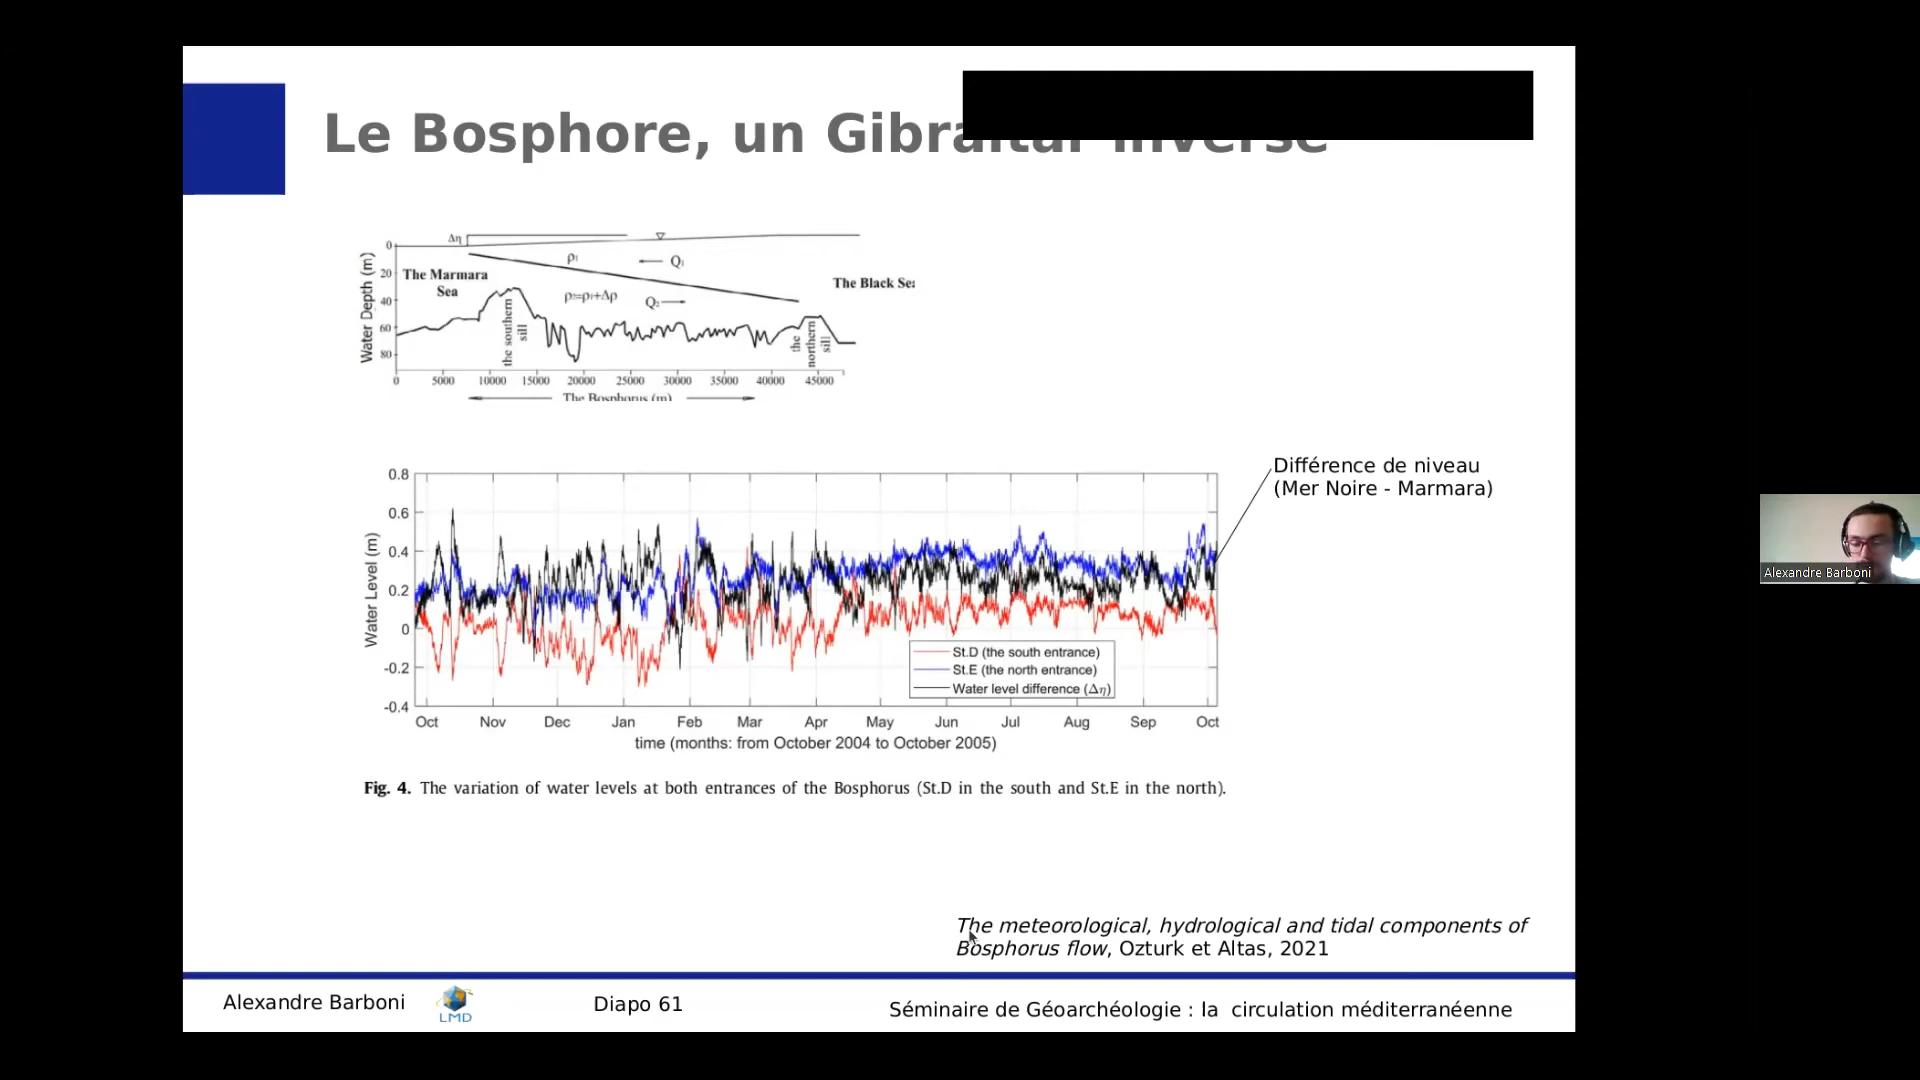 Le Bosphore, un Gibraltar inverse
Δη
0
20
40
60
80
Water Depth (m)
The Marmara
Sea
ρ₁
Q₁
ρ₂=ρ₁+Δρ
Q₂
The Black Sea
the southern
sill
the
northern
sill
0 5000 10000 15000 20000 25000 30000 35000 40000 45000
The Bosphorus (m)
Différence de niveau
(Mer Noire - Marmara)
0.8
0.6
0.4
0.2
0
-0.2
-0.4
Water Level (m)
St.D (the south entrance)
St.E (the north entrance)
Water level difference (Δη)
Oct Nov Dec Jan Feb Mar Apr May Jun Jul Aug Sep Oct
time (months: from October 2004 to October 2005)
Fig. 4. The variation of water levels at both entrances of the Bosphorus (St.D in the south and St.E in the north).
The meteorological, hydrological and tidal components of
Bosphorus flow, Ozturk et Altas, 2021
Alexandre Barboni
LMD
Diapo 61
Séminaire de Géoarchéologie : la circulation méditerranéenne
Alexandre Barboni